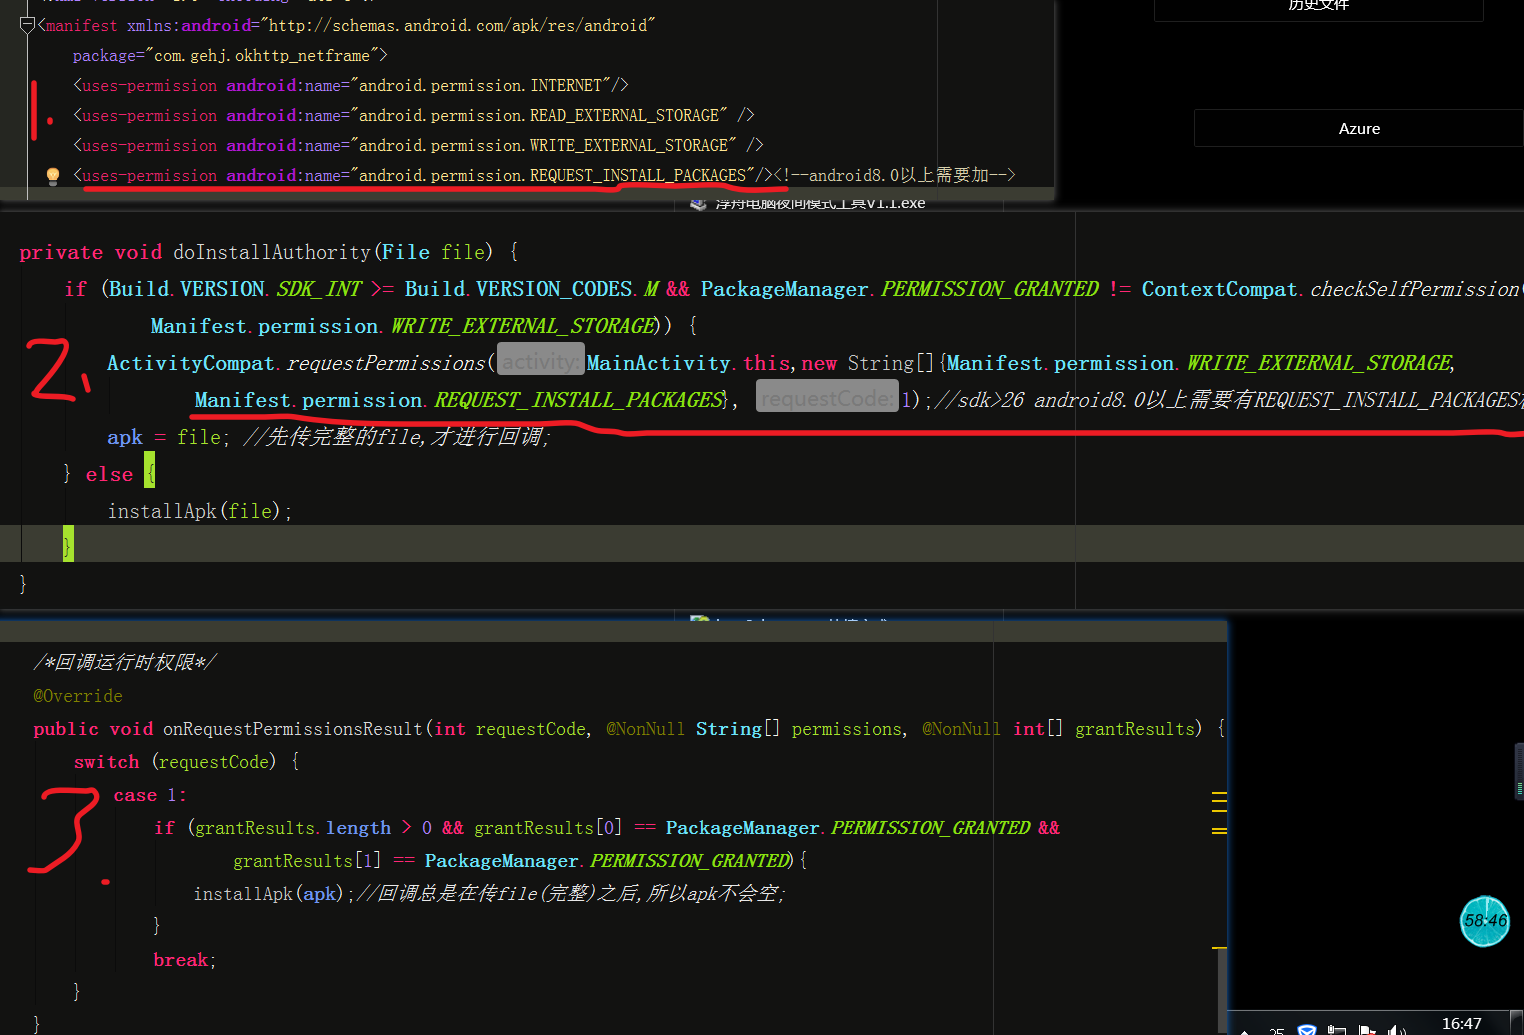 历史文件
<manifest xmlns:android="http://schemas.android.com/apk/res/android"
package="com.gehj.okhttp_netframe">
<uses-permission android:name="android.permission.INTERNET"/>
1.
<uses-permission android:name="android.permission.READ_EXTERNAL_STORAGE" />
Azure
<uses-permission android:name="android.permission.WRITE_EXTERNAL_STORAGE" />
<uses-permission android:name="android.permission.REQUEST_INSTALL_PACKAGES"/><!--android8.0以上需要加-->
浮舟电脑夜间模式工具V1.1.exe
private void doInstallAuthority(File file) {
if (Build.VERSION.SDK_INT >= Build.VERSION_CODES.M && PackageManager.PERMISSION_GRANTED != ContextCompat.checkSelfPermission(
Manifest.permission.WRITE_EXTERNAL_STORAGE)) {
2.
ActivityCompat.requestPermissions( activity: MainActivity.this,new String[]{Manifest.permission.WRITE_EXTERNAL_STORAGE,
Manifest.permission.REQUEST_INSTALL_PACKAGES}, requestCode: 1);//sdk>26 android8.0以上需要有REQUEST_INSTALL_PACKAGES
apk = file; //先传完整的file,才进行回调;
} else {
installApk(file);
}
}
/*回调运行时权限*/
@Override
public void onRequestPermissionsResult(int requestCode, @NonNull String[] permissions, @NonNull int[] grantResults) {
switch (requestCode) {
case 1:
3.
if (grantResults.length > 0 && grantResults[0] == PackageManager.PERMISSION_GRANTED &&
grantResults[1] == PackageManager.PERMISSION_GRANTED){
installApk(apk);//回调总是在传file(完整)之后,所以apk不会空;
}
58:46
break;
}
}
16:47
25